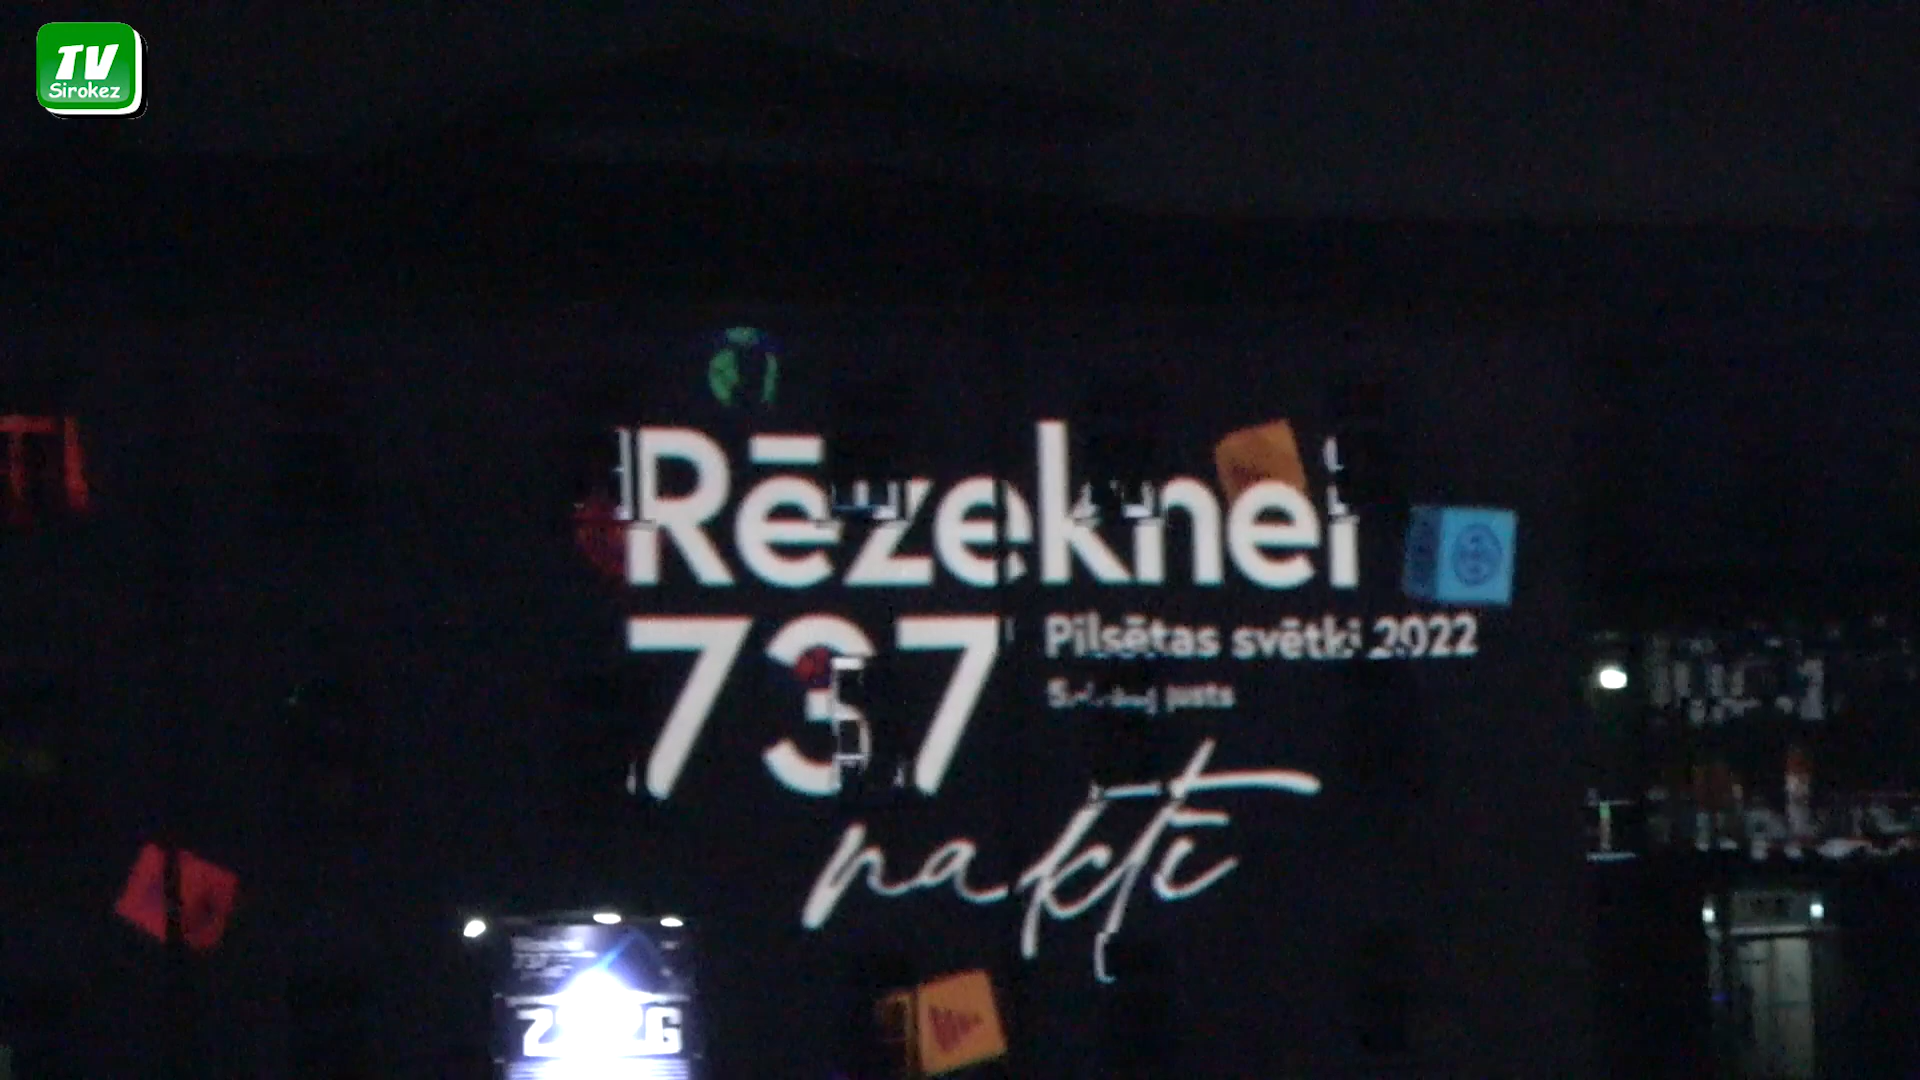 TV
Sirokez
Rēzeknei
737
Pilsētas svētki 2022
nakti